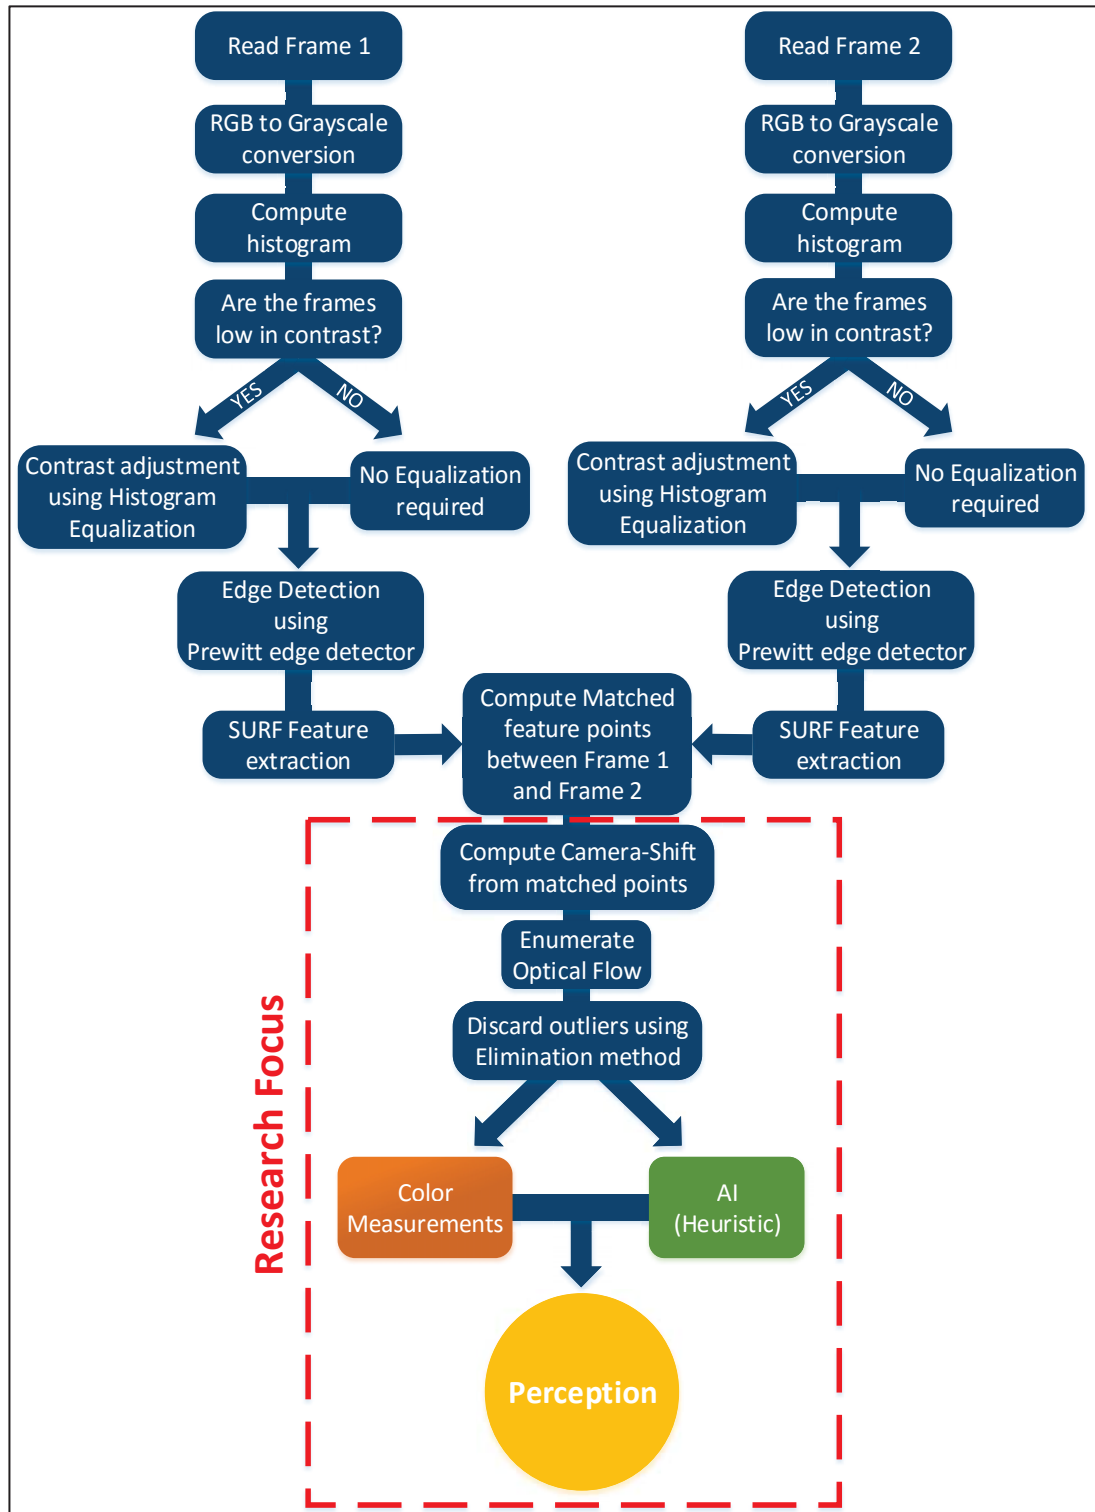 Read Frame 1
RGB to Grayscale
conversion
Compute
histogram
Are the frames
low in contrast?
YES
NO
Contrast adjustment
using Histogram
Equalization
No Equalization
required
Edge Detection
using
Prewitt edge detector
SURF Feature
extraction
Read Frame 2
RGB to Grayscale
conversion
Compute
histogram
Are the frames
low in contrast?
YES
NO
Contrast adjustment
using Histogram
Equalization
No Equalization
required
Edge Detection
using
Prewitt edge detector
SURF Feature
extraction
Compute Matched
feature points
between Frame 1
and Frame 2
Research Focus
Compute Camera-Shift
from matched points
Enumerate
Optical Flow
Discard outliers using
Elimination method
Color
Measurements
AI
(Heuristic)
Perception